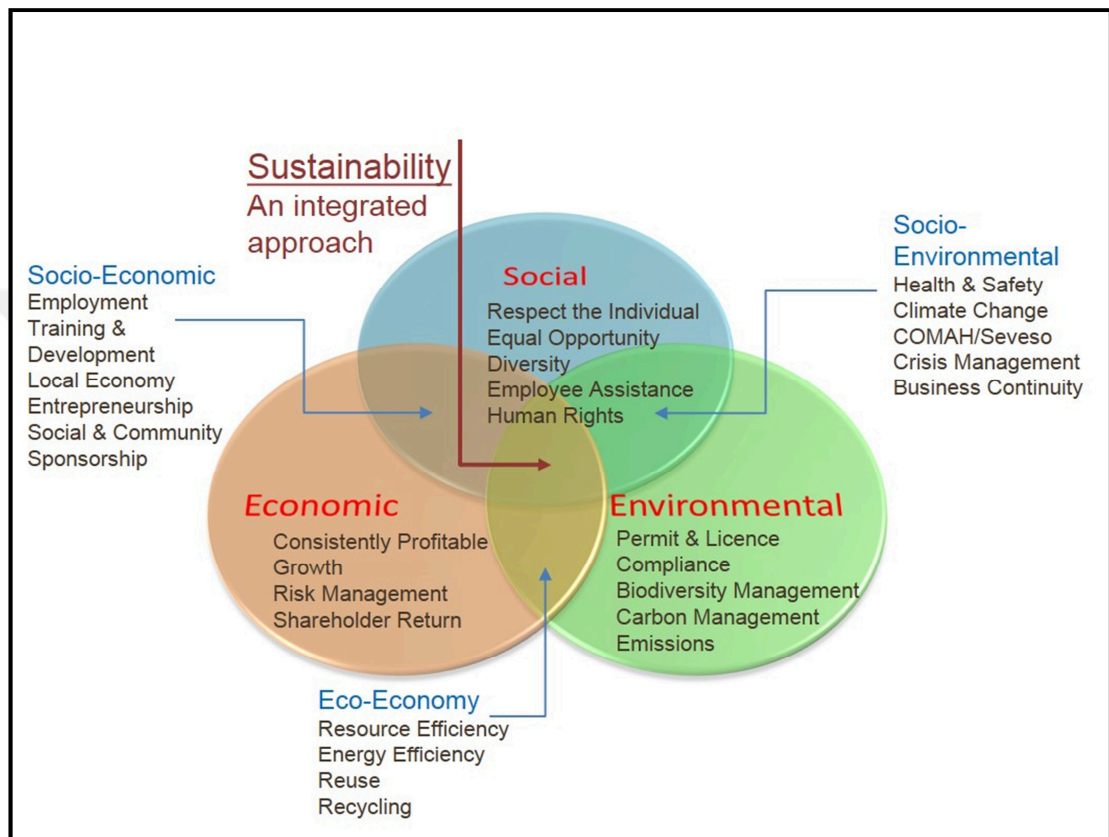 Sustainability
An integrated
approach
Socio-Economic
Employment
Training &
Development
Local Economy
Entrepreneurship
Social & Community
Sponsorship
Social
Respect the Individual
Equal Opportunity
Diversity
Employee Assistance
Human Rights
Socio-
Environmental
Health & Safety
Climate Change
COMAH/Seveso
Crisis Management
Business Continuity
Economic
Consistently Profitable
Growth
Risk Management
Shareholder Return
Environmental
Permit & Licence
Compliance
Biodiversity Management
Carbon Management
Emissions
Eco-Economy
Resource Efficiency
Energy Efficiency
Reuse
Recycling